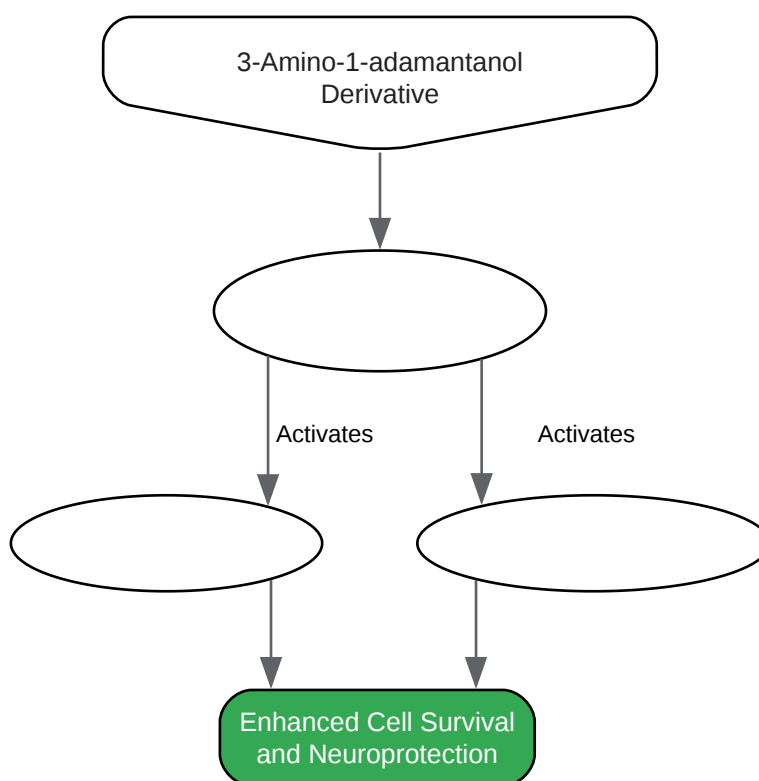 3-Amino-1-adamantanol
Derivative
Activates
Activates
Enhanced Cell Survival
and Neuroprotection